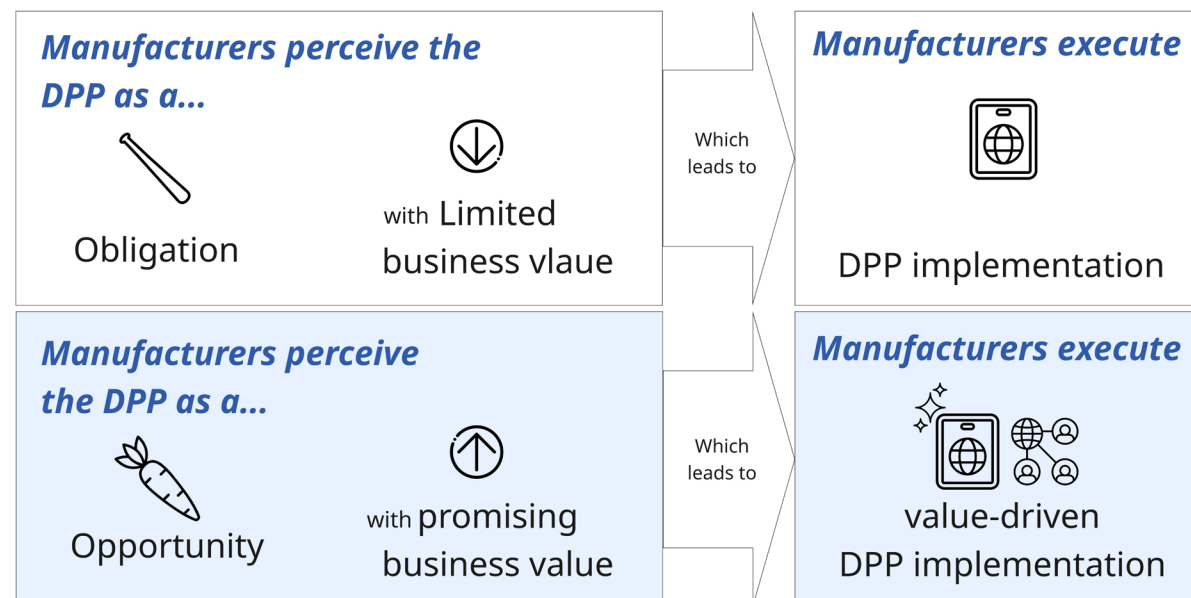 Manufacturers perceive the
DPP as a...
Obligation
with Limited
business vlaue
Which
leads to
Manufacturers execute
DPP implementation
Manufacturers perceive
the DPP as a...
Opportunity
with promising
business value
Which
leads to
Manufacturers execute
value-driven
DPP implementation